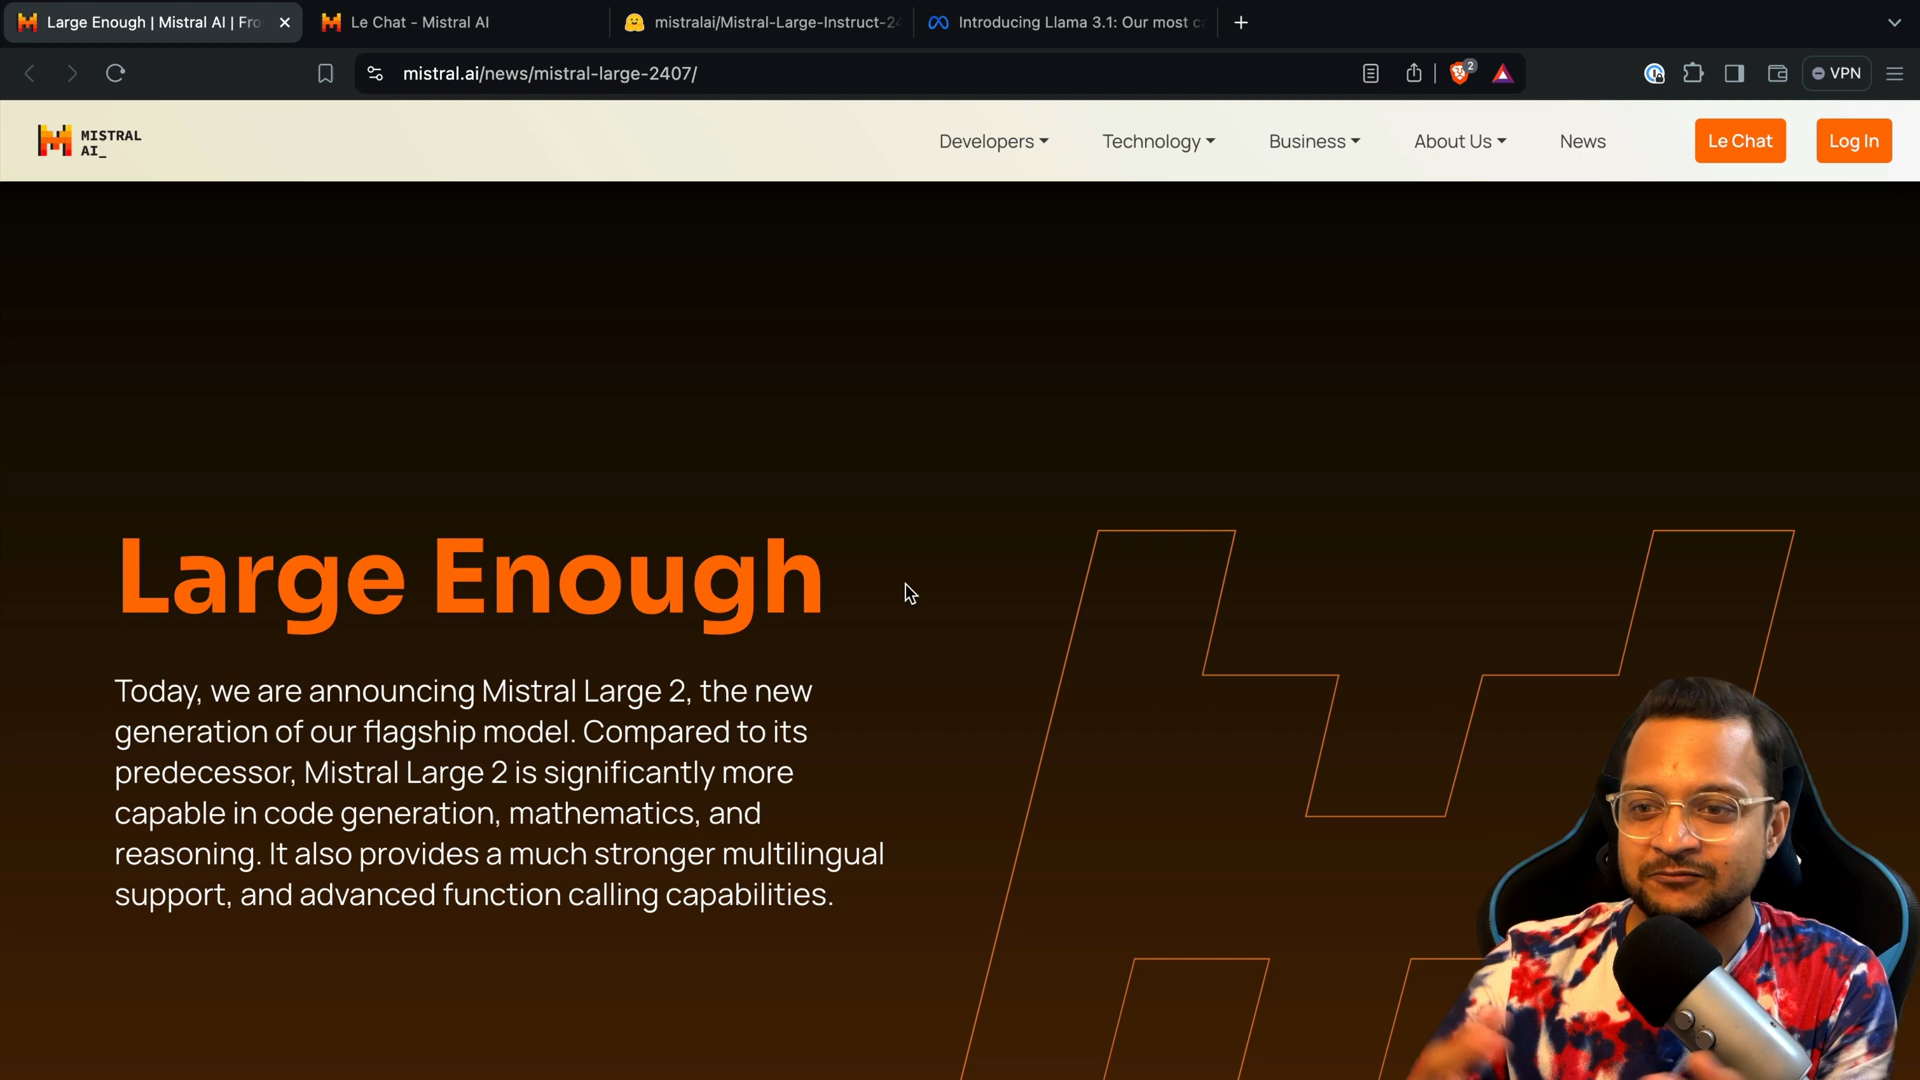 Large Enough | Mistral AI | Fro
Le Chat - Mistral AI
mistralai/Mistral-Large-Instruct-24
Introducing Llama 3.1: Our most ca
mistral.ai/news/mistral-large-2407/
2
VPN
MISTRAL
AI_
Developers
Technology
Business
About Us
News
Le Chat
Log In
Large Enough
Today, we are announcing Mistral Large 2, the new
generation of our flagship model. Compared to its
predecessor, Mistral Large 2 is significantly more
capable in code generation, mathematics, and
reasoning. It also provides a much stronger multilingual
support, and advanced function calling capabilities.